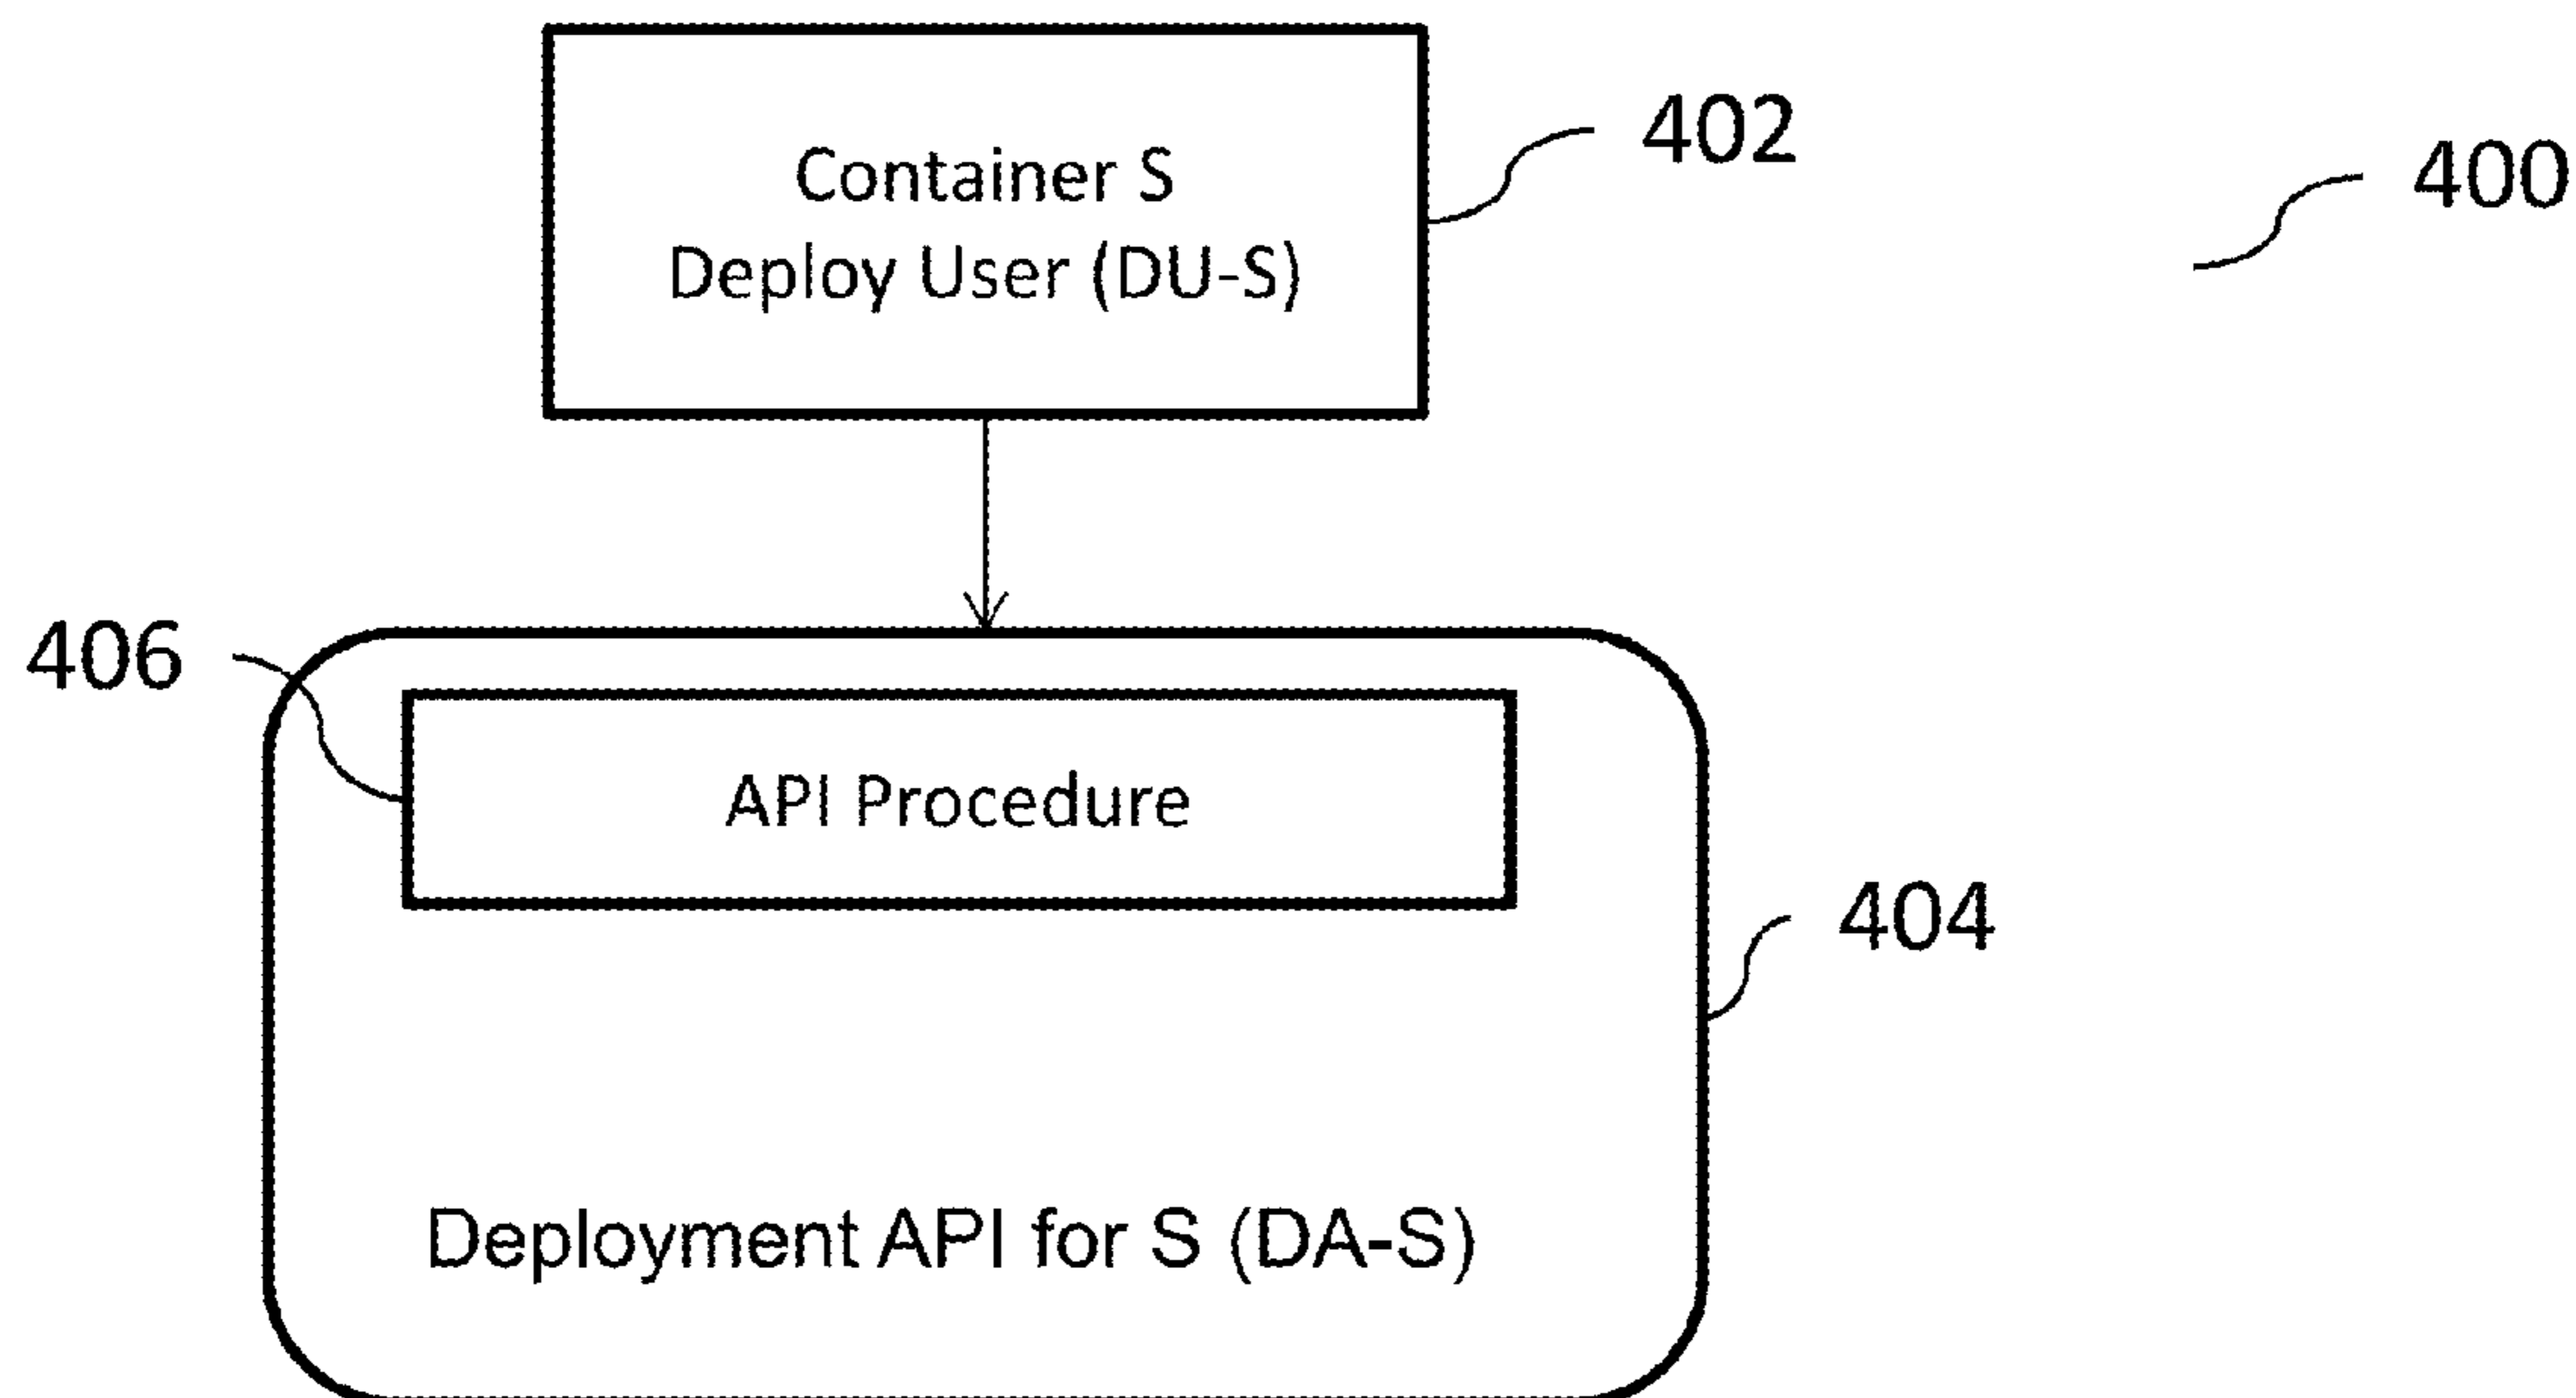 Container S
Deploy User (DU-S)
402
400
406
API Procedure
404
Deployment API for S (DA-S)